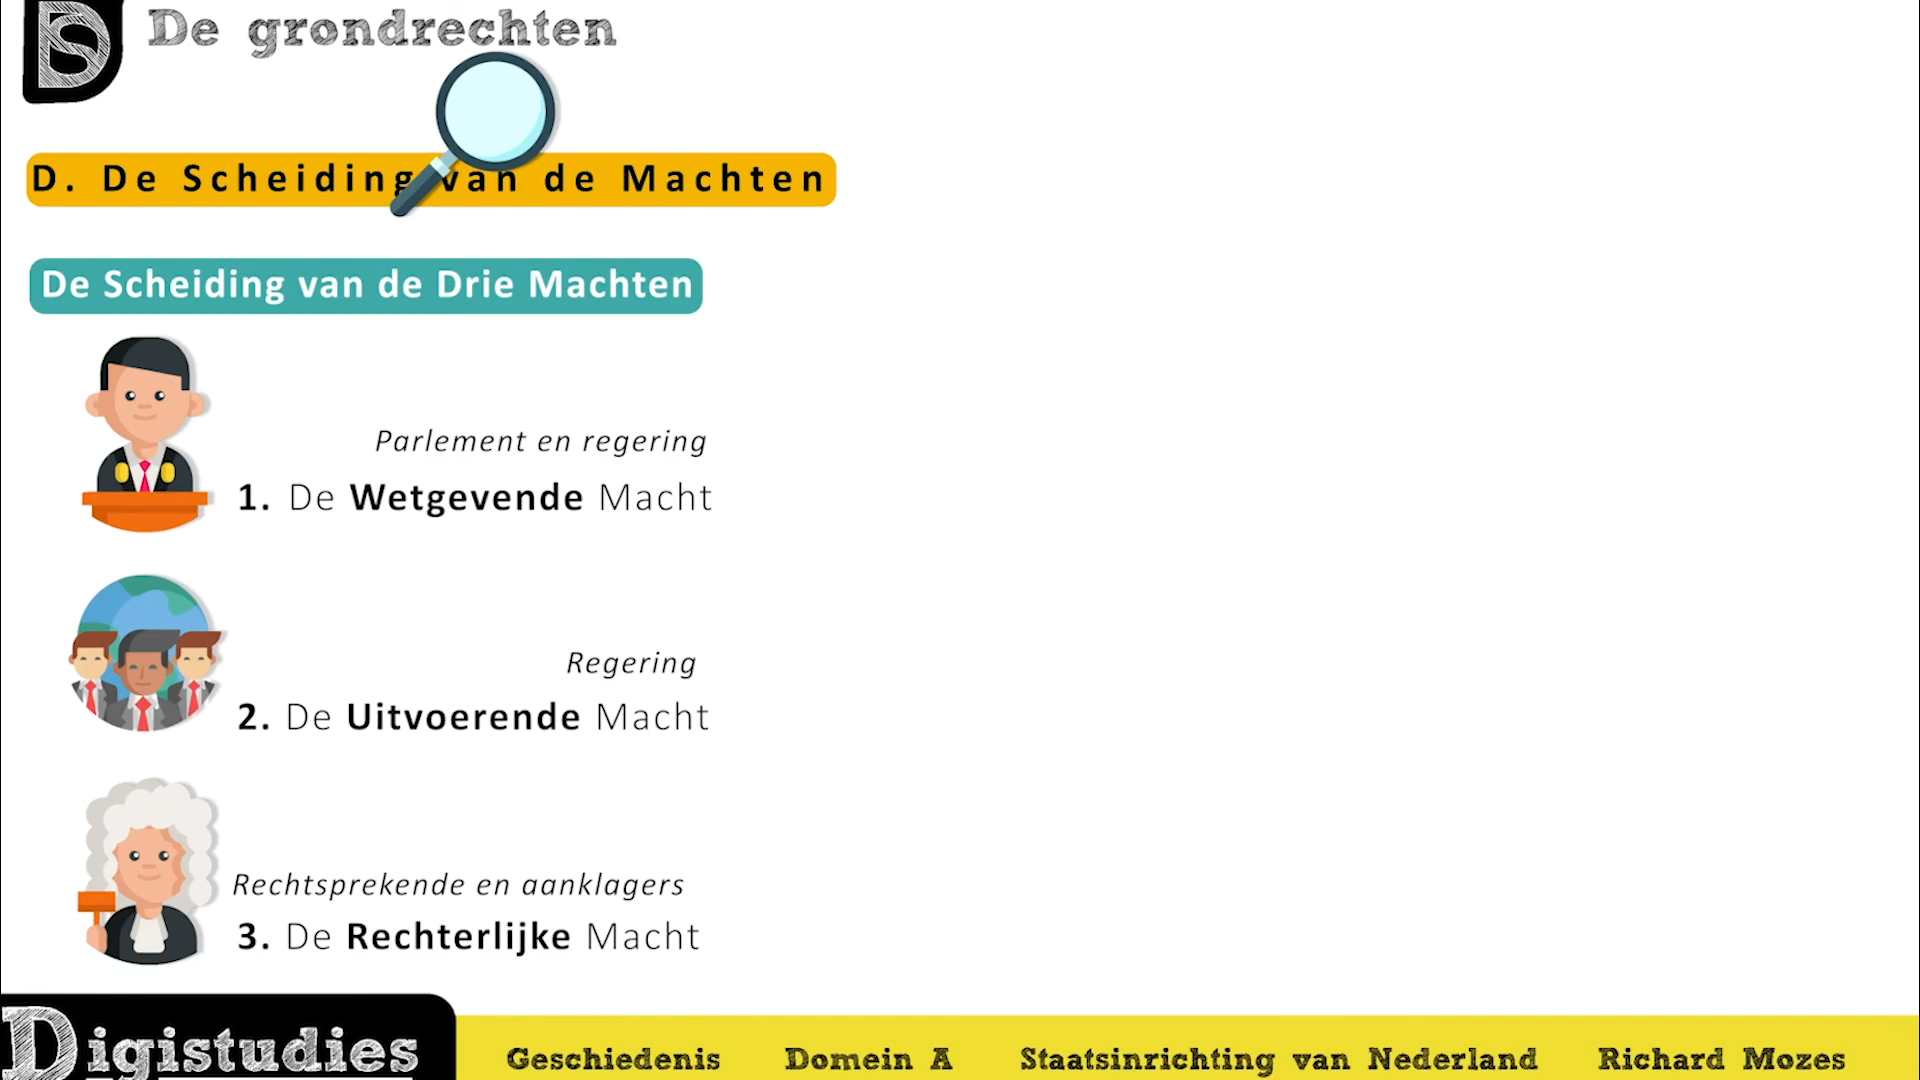 DS
De grondrechten
D. De Scheiding van de Machten
De Scheiding van de Drie Machten
Parlement en regering
1. De Wetgevende Macht
Regering
2. De Uitvoerende Macht
Rechtsprekende en aanklagers
3. De Rechterlijke Macht
Digistudies
Geschiedenis Domein A Staatsinrichting van Nederland Richard Mozes